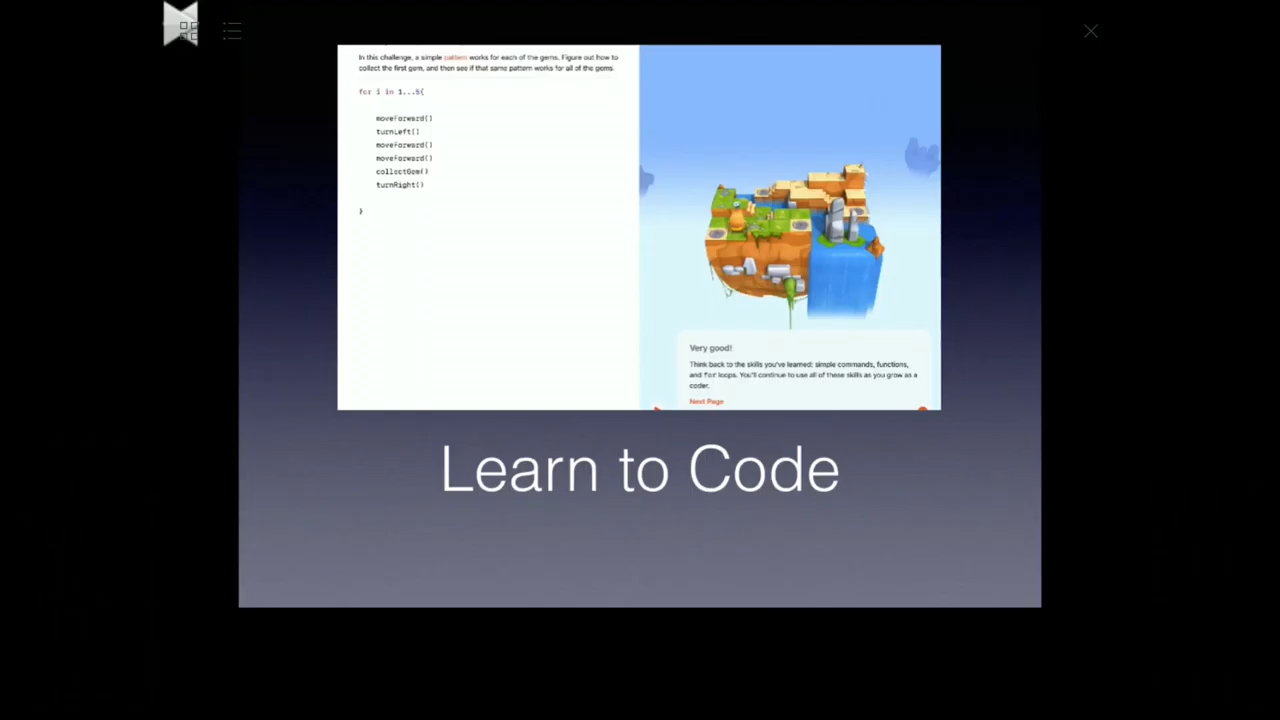 In this challenge, a simple pattern works for each of the gems. Figure out how to
collect the first gem, and then see if that same pattern works for all of the gems.
for i in 1...5{
moveForward()
turnLeft()
moveForward()
moveForward()
collectGem()
turnRight()
}
Very good!
Think back to the skills you've learned: simple commands, functions,
and for loops. You'll continue to use all of these skills as you grow as a
coder.
Next Page
Learn to Code